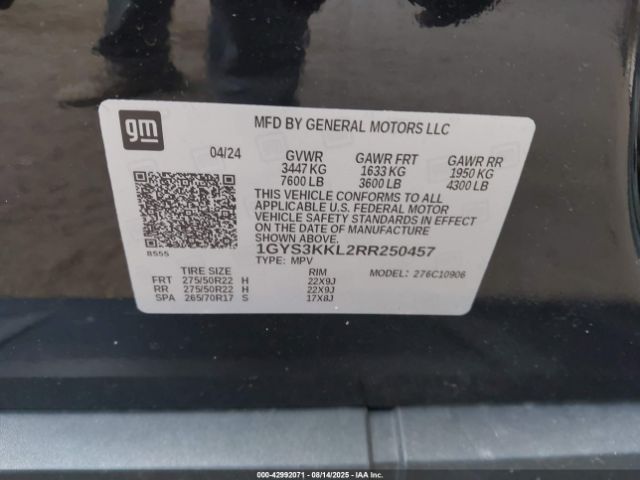 gm
MFD BY GENERAL MOTORS LLC
04/24 GVWR GAWR FRT GAWR RR
3447 KG 1633 KG 1950 KG
7600 LB 3600 LB 4300 LB
THIS VEHICLE CONFORMS TO ALL
APPLICABLE U.S. FEDERAL MOTOR
VEHICLE SAFETY STANDARDS IN EFFECT
ON THE DATE OF MANUFACTURE
SHOWN ABOVE.
8555
1GYS3KKL2RR250457
TYPE: MPV MODEL: 276C10906
TIRE SIZE RIM
FRT 275/50R22 H 22X9J
RR 275/50R22 H 22X9J
SPA 265/70R17 S 17X8J
000-42992071 - 08/14/2025 - COPYRIGHT IAA, LLC.